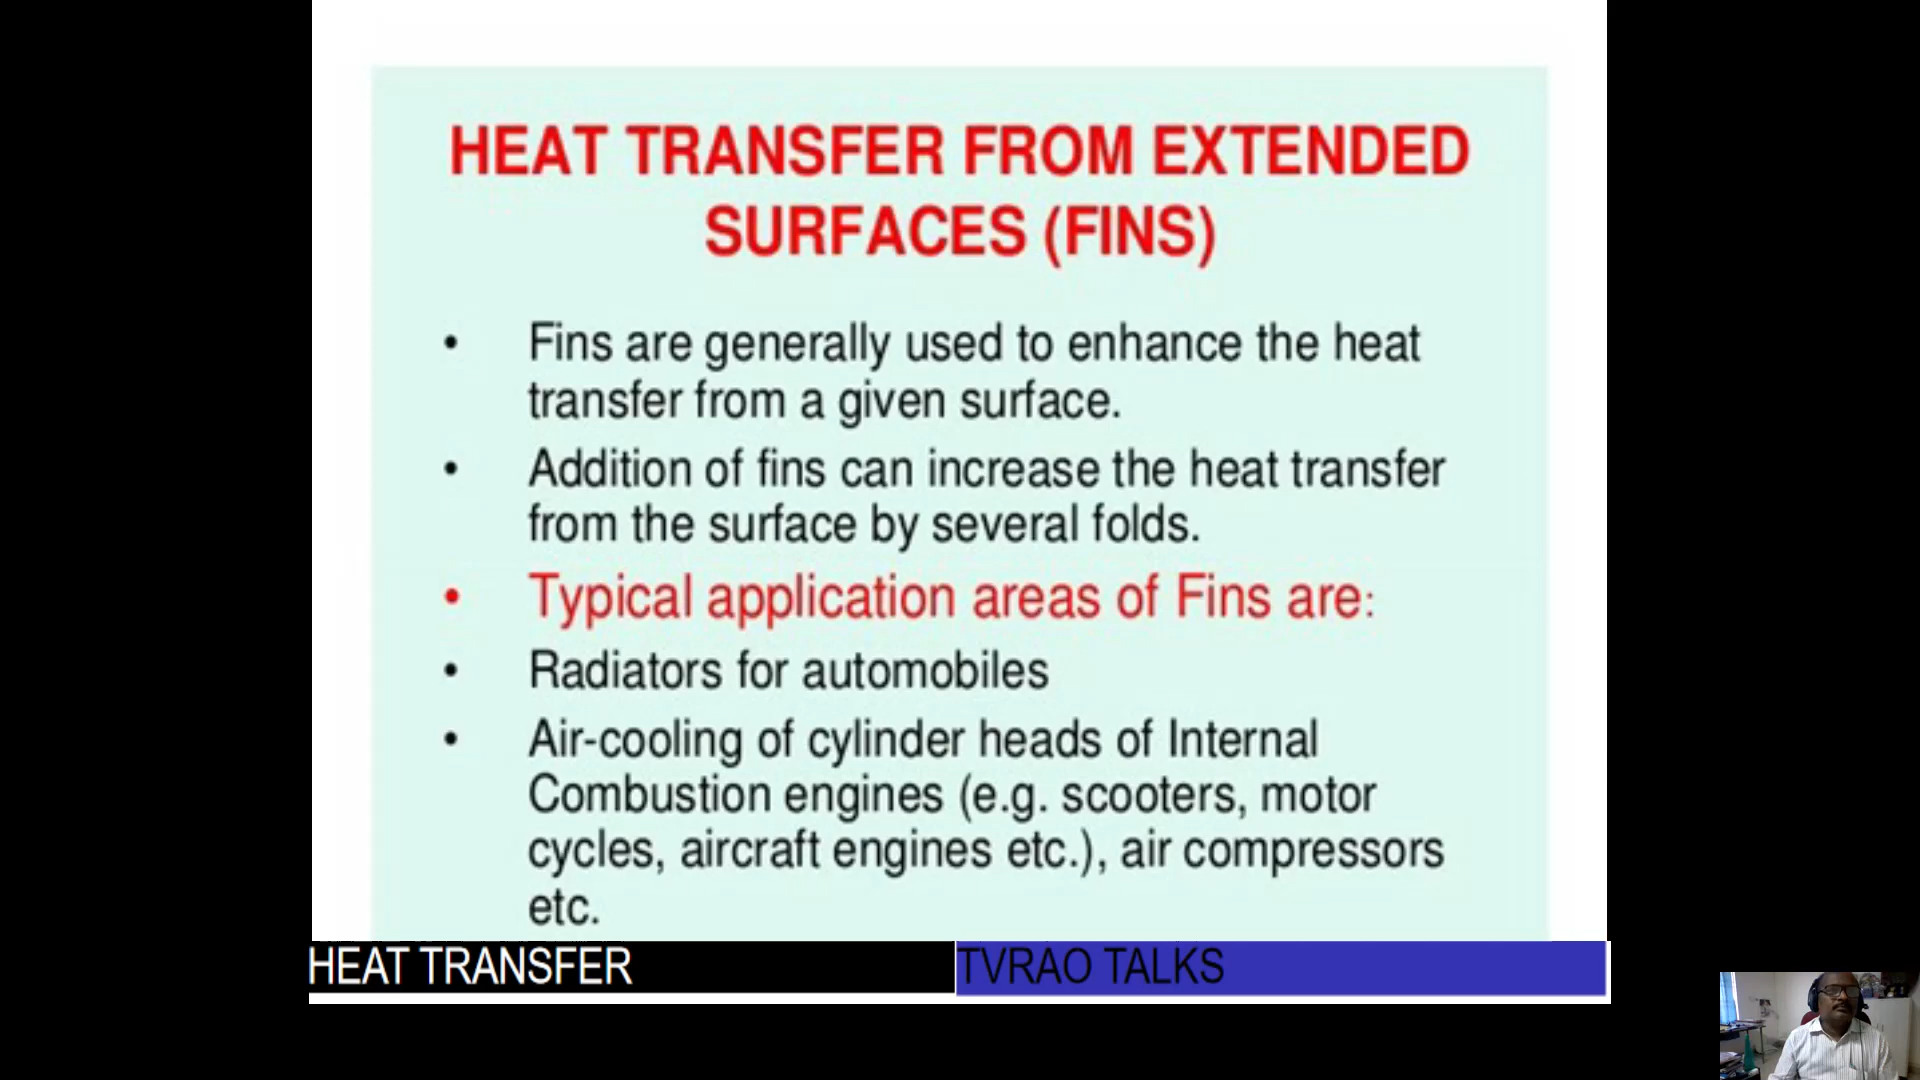 HEAT TRANSFER FROM EXTENDED
SURFACES (FINS)
• Fins are generally used to enhance the heat
transfer from a given surface.
• Addition of fins can increase the heat transfer
from the surface by several folds.
• Typical application areas of Fins are:
• Radiators for automobiles
• Air-cooling of cylinder heads of Internal
Combustion engines (e.g. scooters, motor
cycles, aircraft engines etc.), air compressors
etc.
HEAT TRANSFER
TVRAO TALKS